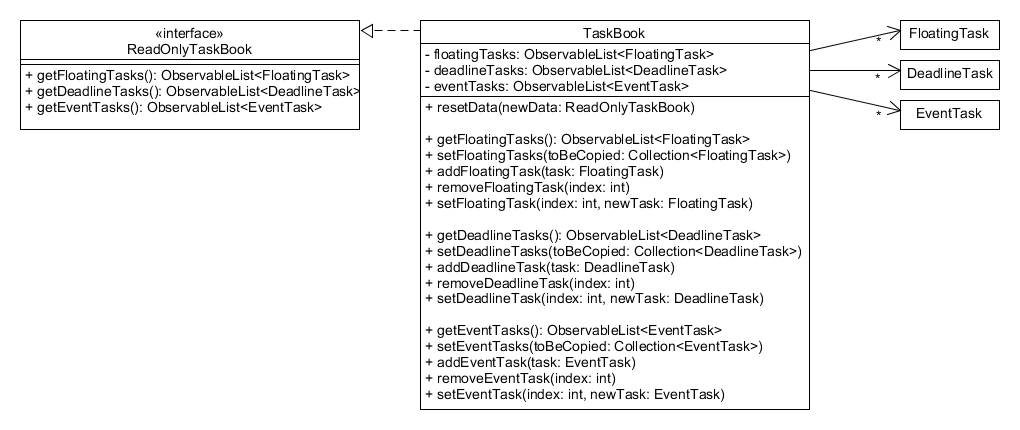 «interface»
ReadOnlyTaskBook
+ getFloatingTasks(): ObservableList<FloatingTask>
+ getDeadlineTasks(): ObservableList<DeadlineTask>
+ getEventTasks(): ObservableList<EventTask>
TaskBook
- floatingTasks: ObservableList<FloatingTask>
- deadlineTasks: ObservableList<DeadlineTask>
- eventTasks: ObservableList<EventTask>
+ resetData(newData: ReadOnlyTaskBook)
+ getFloatingTasks(): ObservableList<FloatingTask>
+ setFloatingTasks(toBeCopied: Collection<FloatingTask>)
+ addFloatingTask(task: FloatingTask)
+ removeFloatingTask(index: int)
+ setFloatingTask(index: int, newTask: FloatingTask)
+ getDeadlineTasks(): ObservableList<DeadlineTask>
+ setDeadlineTasks(toBeCopied: Collection<DeadlineTask>)
+ addDeadlineTask(task: DeadlineTask)
+ removeDeadlineTask(index: int)
+ setDeadlineTask(index: int, newTask: DeadlineTask)
+ getEventTasks(): ObservableList<EventTask>
+ setEventTasks(toBeCopied: Collection<EventTask>)
+ addEventTask(task: EventTask)
+ removeEventTask(index: int)
+ setEventTask(index: int, newTask: EventTask)
*
FloatingTask
*
DeadlineTask
*
EventTask